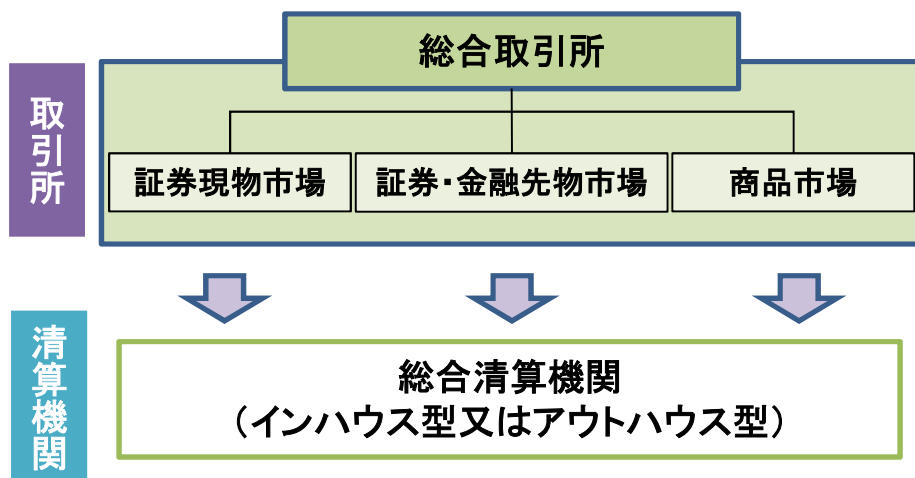 総合取引所
取引所
証券現物市場
証券・金融先物市場
商品市場
清算機関
総合清算機関
（インハウス型又はアウトハウス型）